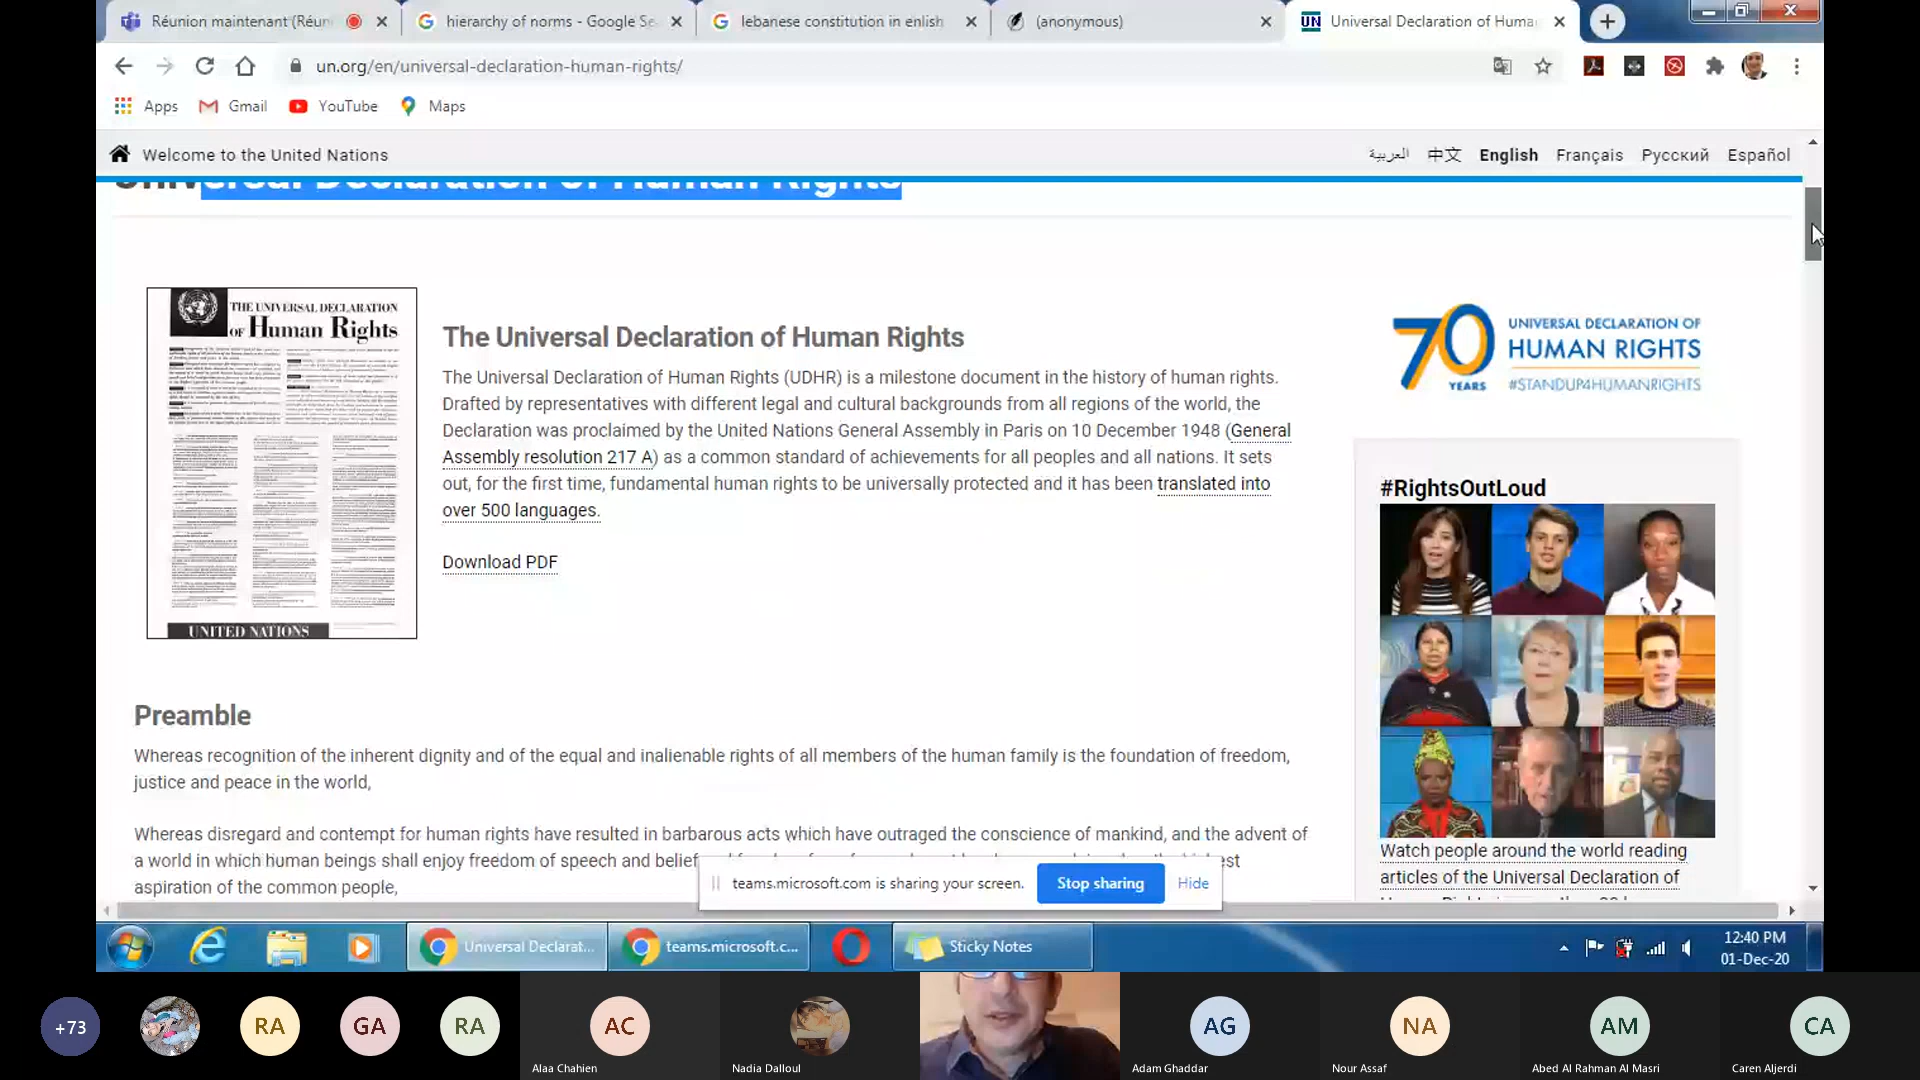 Réunion maintenant (Réun
hierarchy of norms - Google Se
lebanese constitution in enlish
(anonymous)
UN Universal Declaration of Huma
un.org/en/universal-declaration-human-rights/
Apps Gmail YouTube Maps
Welcome to the United Nations
العربية 中文 English Français Русский Español
Universal Declaration of Human Rights
THE UNIVERSAL DECLARATION
OF Human Rights
UNITED NATIONS
The Universal Declaration of Human Rights
The Universal Declaration of Human Rights (UDHR) is a milestone document in the history of human rights.
Drafted by representatives with different legal and cultural backgrounds from all regions of the world, the
Declaration was proclaimed by the United Nations General Assembly in Paris on 10 December 1948 (General
Assembly resolution 217 A) as a common standard of achievements for all peoples and all nations. It sets
out, for the first time, fundamental human rights to be universally protected and it has been translated into
over 500 languages.
Download PDF
70 YEARS
UNIVERSAL DECLARATION OF
HUMAN RIGHTS
#STANDUP4HUMANRIGHTS
#RightsOutLoud
Watch people around the world reading
articles of the Universal Declaration of
Preamble
Whereas recognition of the inherent dignity and of the equal and inalienable rights of all members of the human family is the foundation of freedom,
justice and peace in the world,
Whereas disregard and contempt for human rights have resulted in barbarous acts which have outraged the conscience of mankind, and the advent of
a world in which human beings shall enjoy freedom of speech and belief
aspiration of the common people,
teams.microsoft.com is sharing your screen. Stop sharing Hide
Universal Declarat...
teams.microsoft.c...
Sticky Notes
12:40 PM
01-Dec-20
+73
RA
GA
RA
AC
AG
NA
AM
CA
Alaa Chahien
Nadia Dalloul
Adam Ghaddar
Nour Assaf
Abed Al Rahman Al Masri
Caren Aljerdi